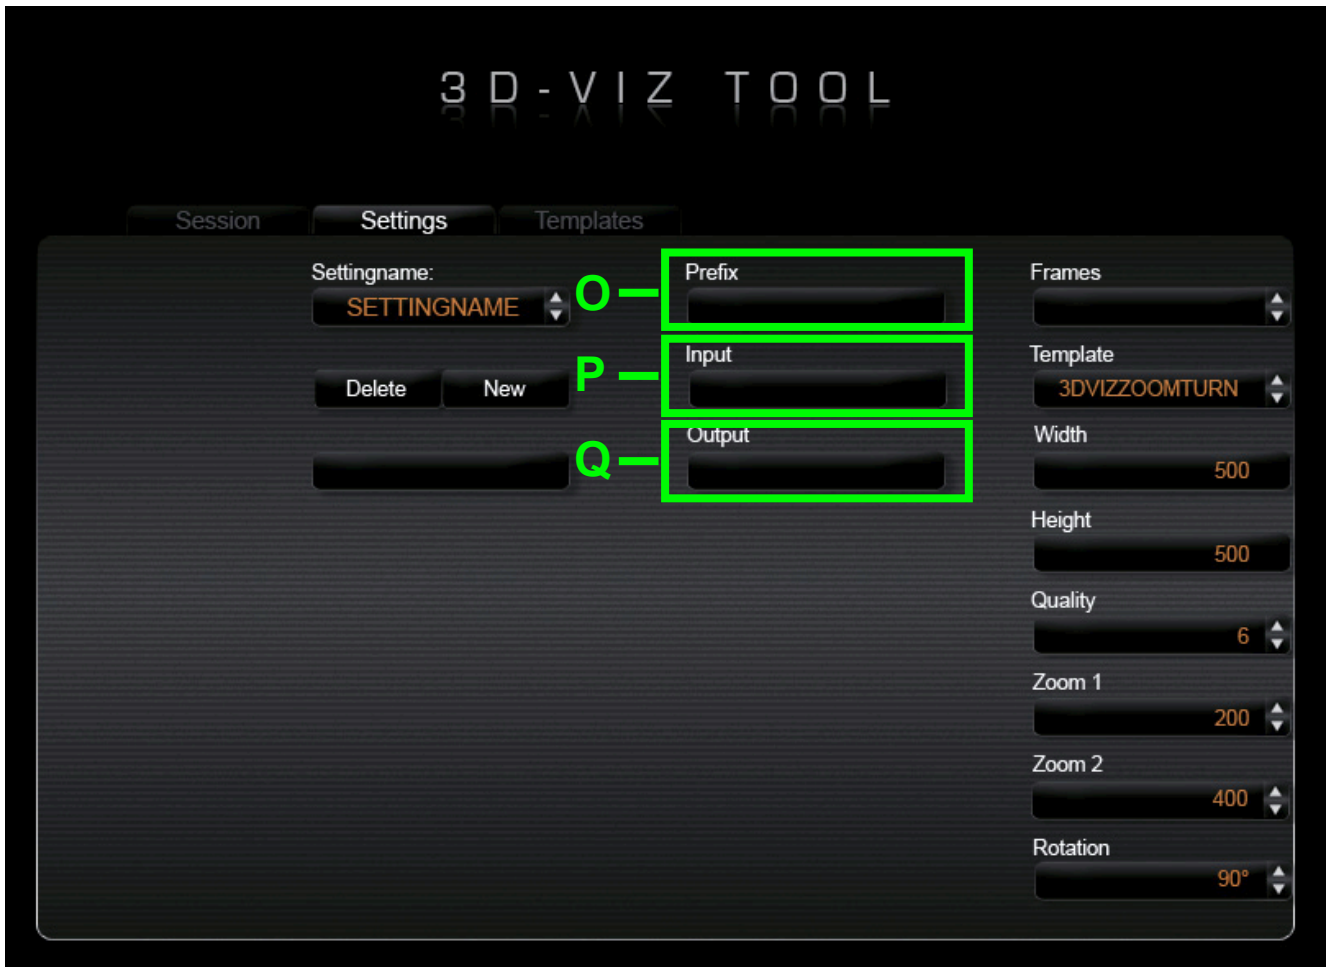 3D-VIZ TOOL
Session Settings Templates
Settingname:
SETTINGNAME
Delete New
O
Prefix
P
Input
Q
Output
Frames
Template
3DVIZZOOMTURN
Width
500
Height
500
Quality
6
Zoom 1
200
Zoom 2
400
Rotation
90°